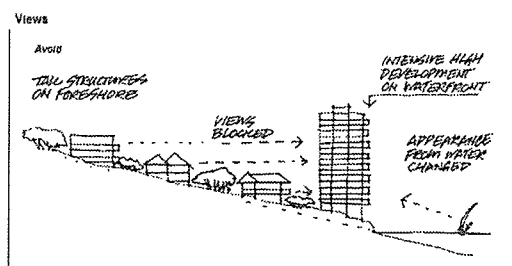 Views
Avoid
TALL STRUCTURES
ON FORESHORE
VIEWS
BLOCKED
INTENSIVE HIGH
DEVELOPMENT
ON WATERFRONT
APPEARANCE
FROM WATER
CHANGED